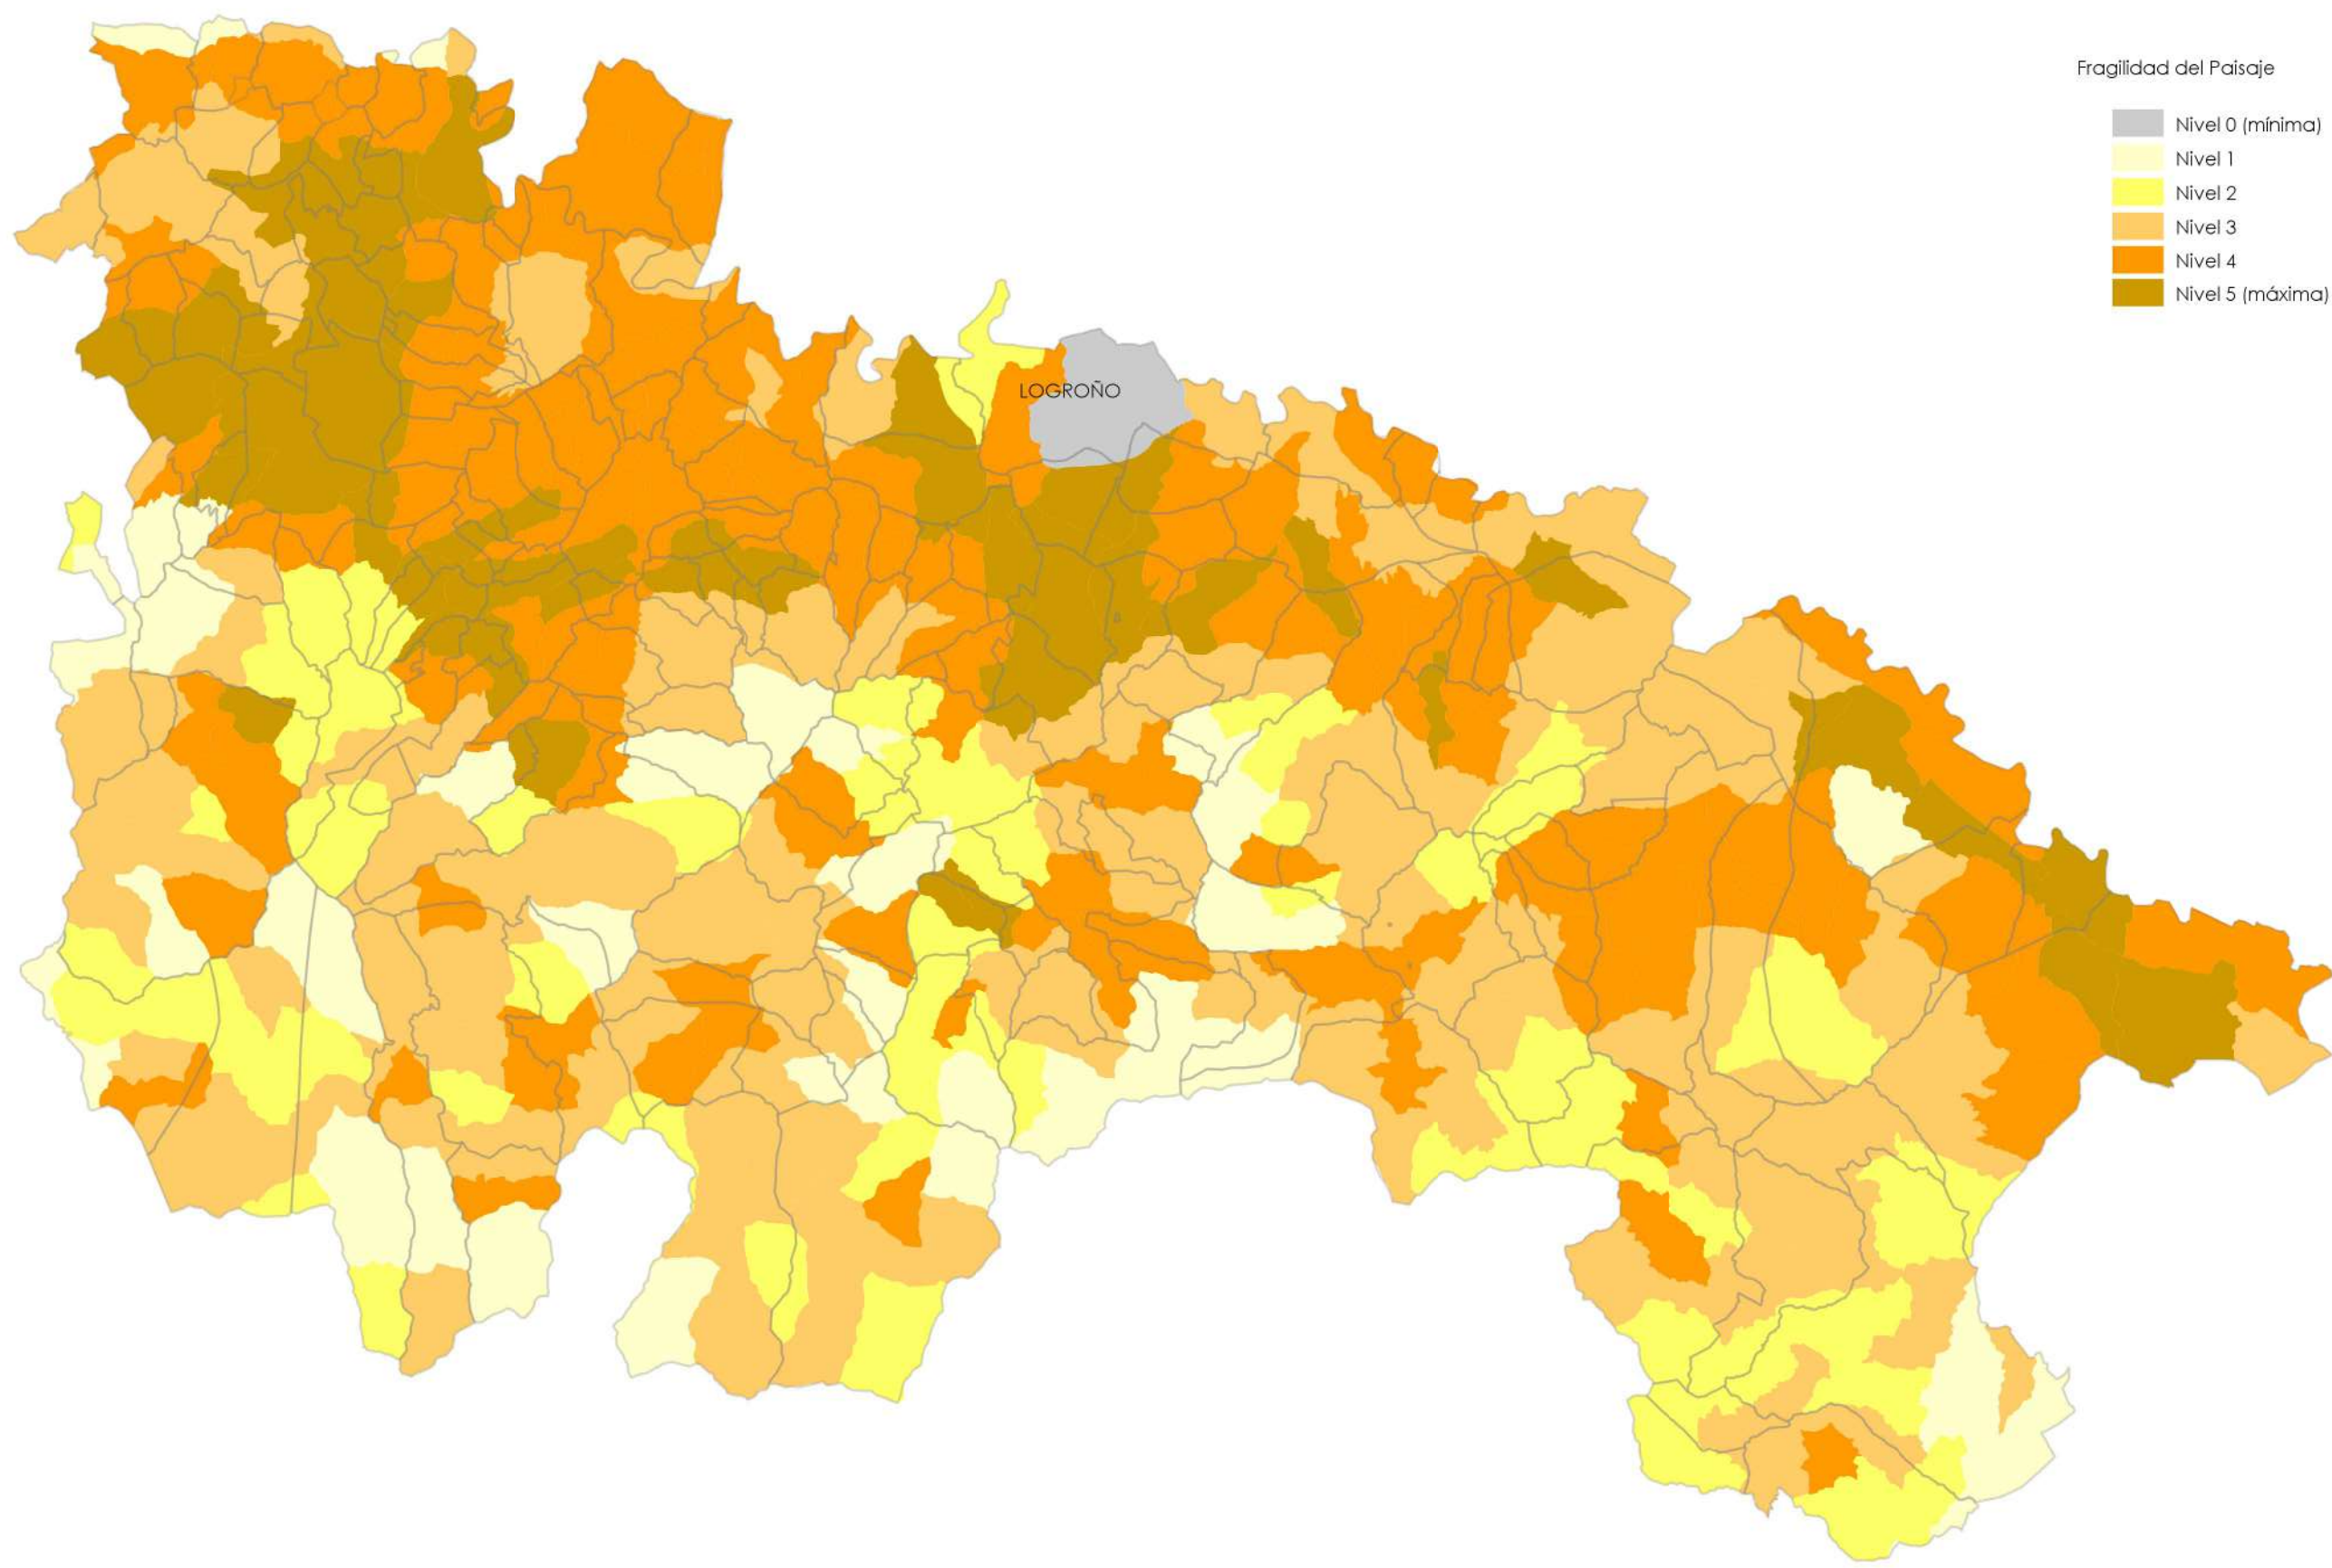 Fragilidad del Paisaje
Nivel 0 (mínima)
Nivel 1
Nivel 2
Nivel 3
Nivel 4
Nivel 5 (máxima)
LOGROÑO